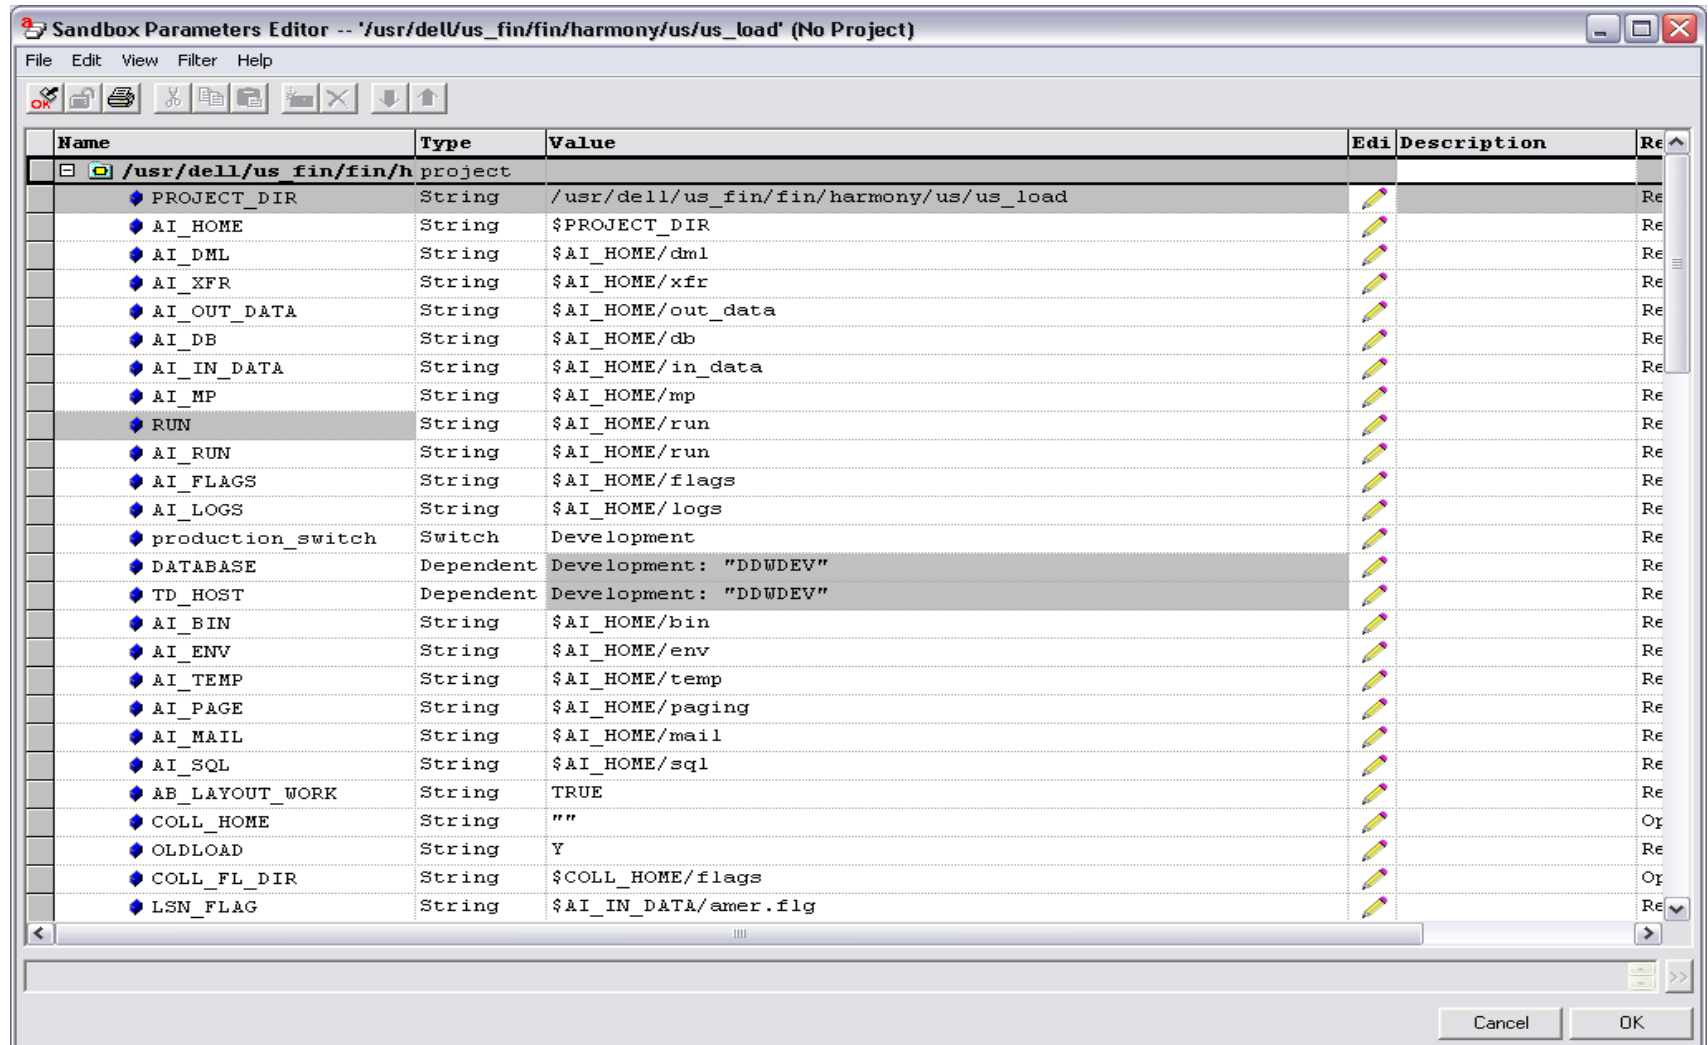 Sandbox Parameters Editor -- '/usr/dell/us_fin/fin/harmony/us/us_load' (No Project)
File Edit View Filter Help
OK
Name Type Value Edi Description Re
/usr/dell/us_fin/fin/h project
PROJECT_DIR String /usr/dell/us_fin/fin/harmony/us/us_load Re
AI_HOME String $PROJECT_DIR Re
AI_DML String $AI_HOME/dml Re
AI_XFR String $AI_HOME/xfr Re
AI_OUT_DATA String $AI_HOME/out_data Re
AI_DB String $AI_HOME/db Re
AI_IN_DATA String $AI_HOME/in_data Re
AI_MP String $AI_HOME/mp Re
RUN String $AI_HOME/run Re
AI_RUN String $AI_HOME/run Re
AI_FLAGS String $AI_HOME/flags Re
AI_LOGS String $AI_HOME/logs Re
production_switch Switch Development Re
DATABASE Dependent Development: "DDWDEV" Re
TD_HOST Dependent Development: "DDWDEV" Re
AI_BIN String $AI_HOME/bin Re
AI_ENV String $AI_HOME/env Re
AI_TEMP String $AI_HOME/temp Re
AI_PAGE String $AI_HOME/paging Re
AI_MAIL String $AI_HOME/mail Re
AI_SQL String $AI_HOME/sql Re
AB_LAYOUT_WORK String TRUE Re
COLL_HOME String "" Op
OLDLOAD String Y Re
COLL_FL_DIR String $COLL_HOME/flags Op
LSN_FLAG String $AI_IN_DATA/amer.flg Re
>>
Cancel OK